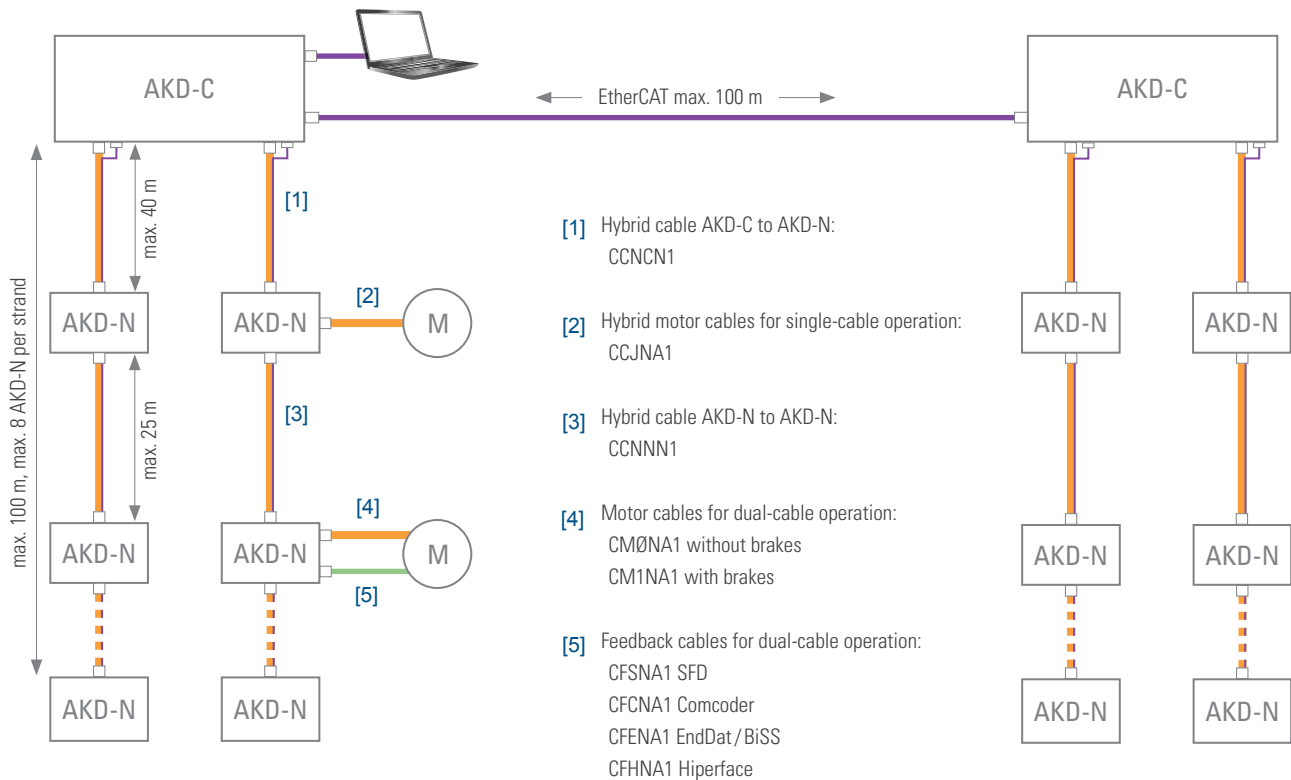 AKD-C
EtherCAT max. 100 m
AKD-C
max. 100 m, max. 8 AKD-N per strand
max. 40 m
[1]
[1] Hybrid cable AKD-C to AKD-N:
CCNCN1
AKD-N
AKD-N
[2]
M
[2] Hybrid motor cables for single-cable operation:
CCJNA1
AKD-N
AKD-N
max. 25 m
[3]
[3] Hybrid cable AKD-N to AKD-N:
CCNNN1
AKD-N
AKD-N
[4]
[5]
M
[4] Motor cables for dual-cable operation:
CMØNA1 without brakes
CM1NA1 with brakes
AKD-N
AKD-N
[5] Feedback cables for dual-cable operation:
CFSNA1 SFD
CFCNA1 Comcoder
CFENA1 EndDat/BiSS
CFHNA1 Hiperface
AKD-N
AKD-N
AKD-N
AKD-N